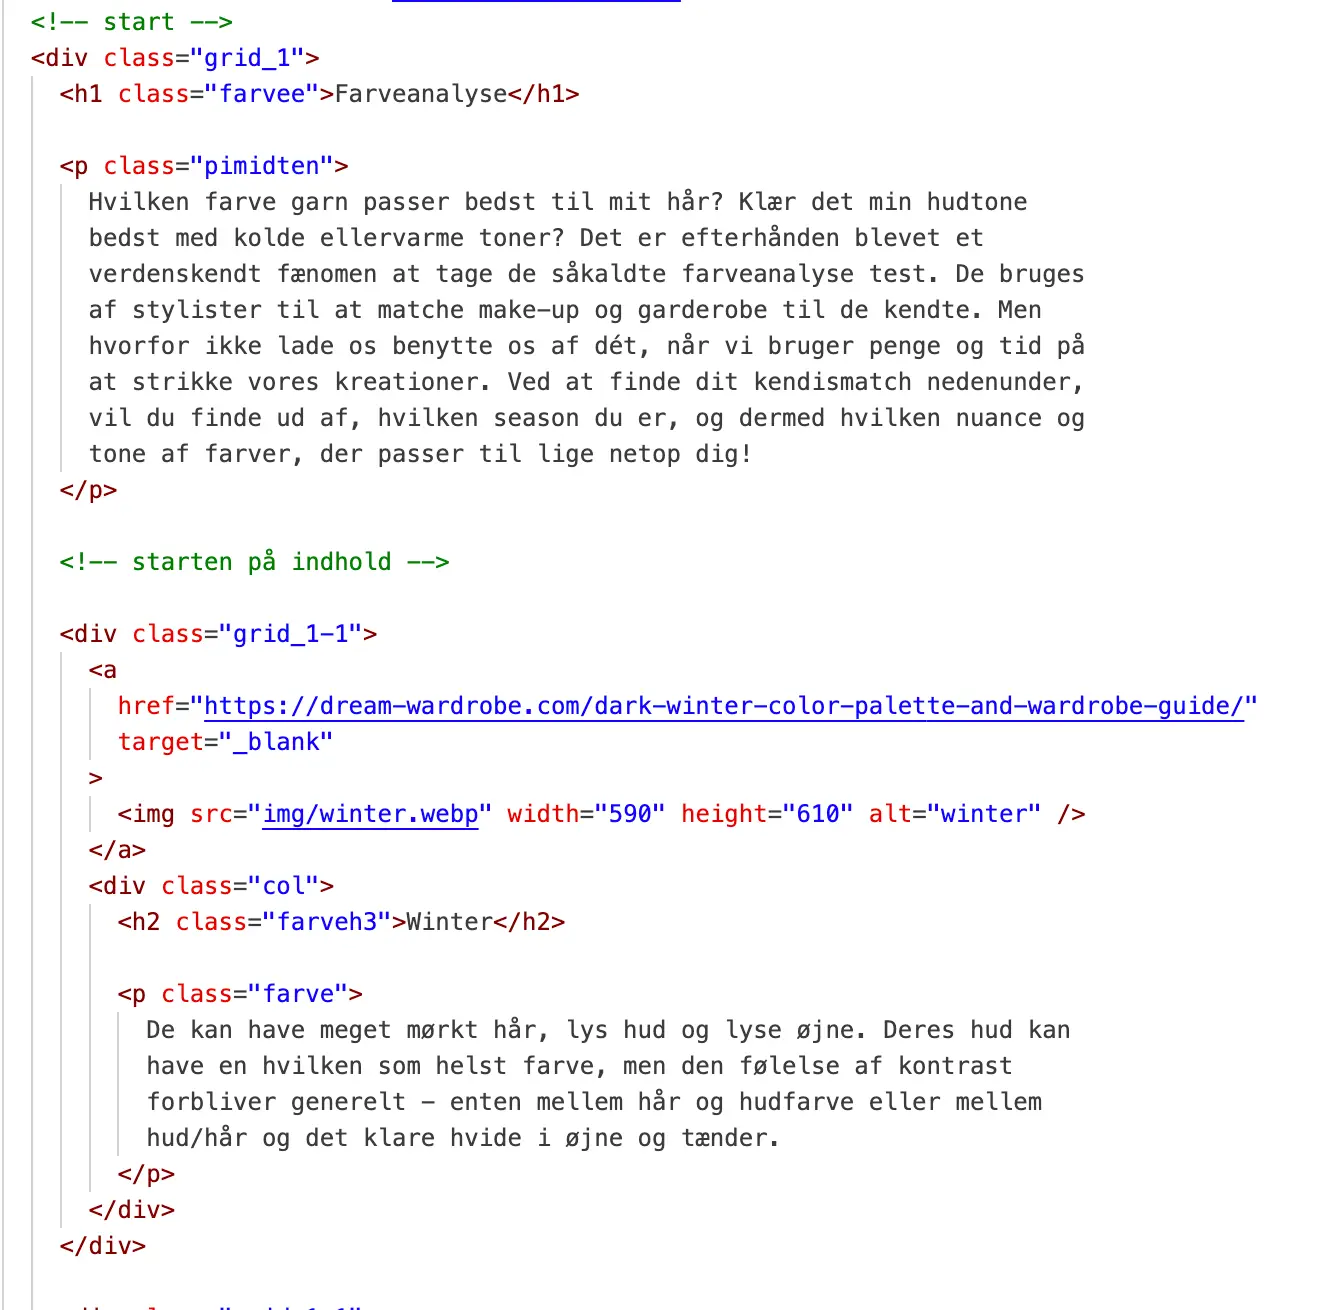 <!-- start -->
<div class="grid_1">
<h1 class="farvee">Farveanalyse</h1>
<p class="pimidten">
Hvilken farve garn passer bedst til mit hår? Klær det min hudtone
bedst med kolde ellervarme toner? Det er efterhånden blevet et
verdenskendt fænomen at tage de såkaldte farveanalyse test. De bruges
af stylister til at matche make-up og garderobe til de kendte. Men
hvorfor ikke lade os benytte os af dét, når vi bruger penge og tid på
at strikke vores kreationer. Ved at finde dit kendismatch nedenunder,
vil du finde ud af, hvilken season du er, og dermed hvilken nuance og
tone af farver, der passer til lige netop dig!
</p>
<!-- starten på indhold -->
<div class="grid_1-1">
<a
href="https://dream-wardrobe.com/dark-winter-color-palette-and-wardrobe-guide/"
target="_blank"
>
<img src="img/winter.webp" width="590" height="610" alt="winter" />
</a>
<div class="col">
<h2 class="farveh3">Winter</h2>
<p class="farve">
De kan have meget mørkt hår, lys hud og lyse øjne. Deres hud kan
have en hvilken som helst farve, men den følelse af kontrast
forbliver generelt - enten mellem hår og hudfarve eller mellem
hud/hår og det klare hvide i øjne og tænder.
</p>
</div>
</div>